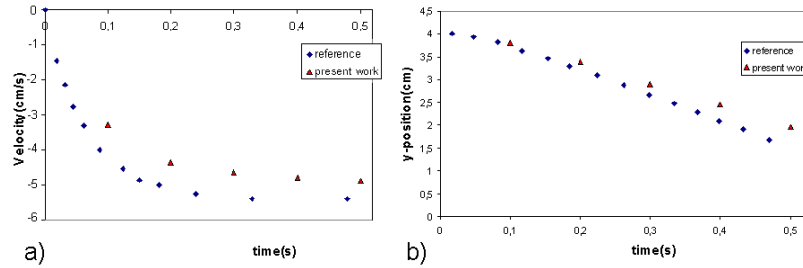 0
0,1
0,2
0,3
0,4
0,5
0
-1
-2
-3
-4
-5
-6
Velocity(cm/s)
reference
present work
time(s)
a)
4,5
4
3,5
3
2,5
2
1,5
1
0,5
0
y-position(cm)
reference
present work
0
0,1
0,2
0,3
0,4
0,5
time(s)
b)